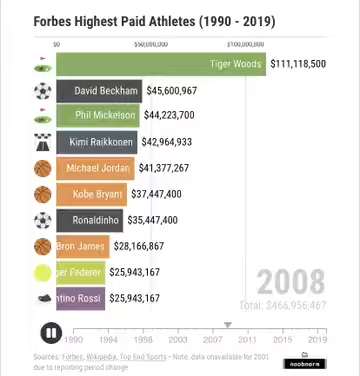 Forbes Highest Paid Athletes (1990 - 2019)
$0 $50,000,000 $100,000,000
Tiger Woods $111,118,500
David Beckham $45,600,967
Phil Mickelson $44,223,700
Kimi Raikkonen $42,964,933
Michael Jordan $41,377,267
Kobe Bryant $37,447,400
Ronaldinho $35,447,400
Bron James $28,166,867
ger Federer $25,943,167
ntino Rossi $25,943,167
2008
Total: $466,956,467
1990 1994 1998 2003 2007 2011 2015 2019
Sources: Forbes, Wikipedia, Top End Sports • Note, data unavailable for 2001
due to reporting period change
noobnorm